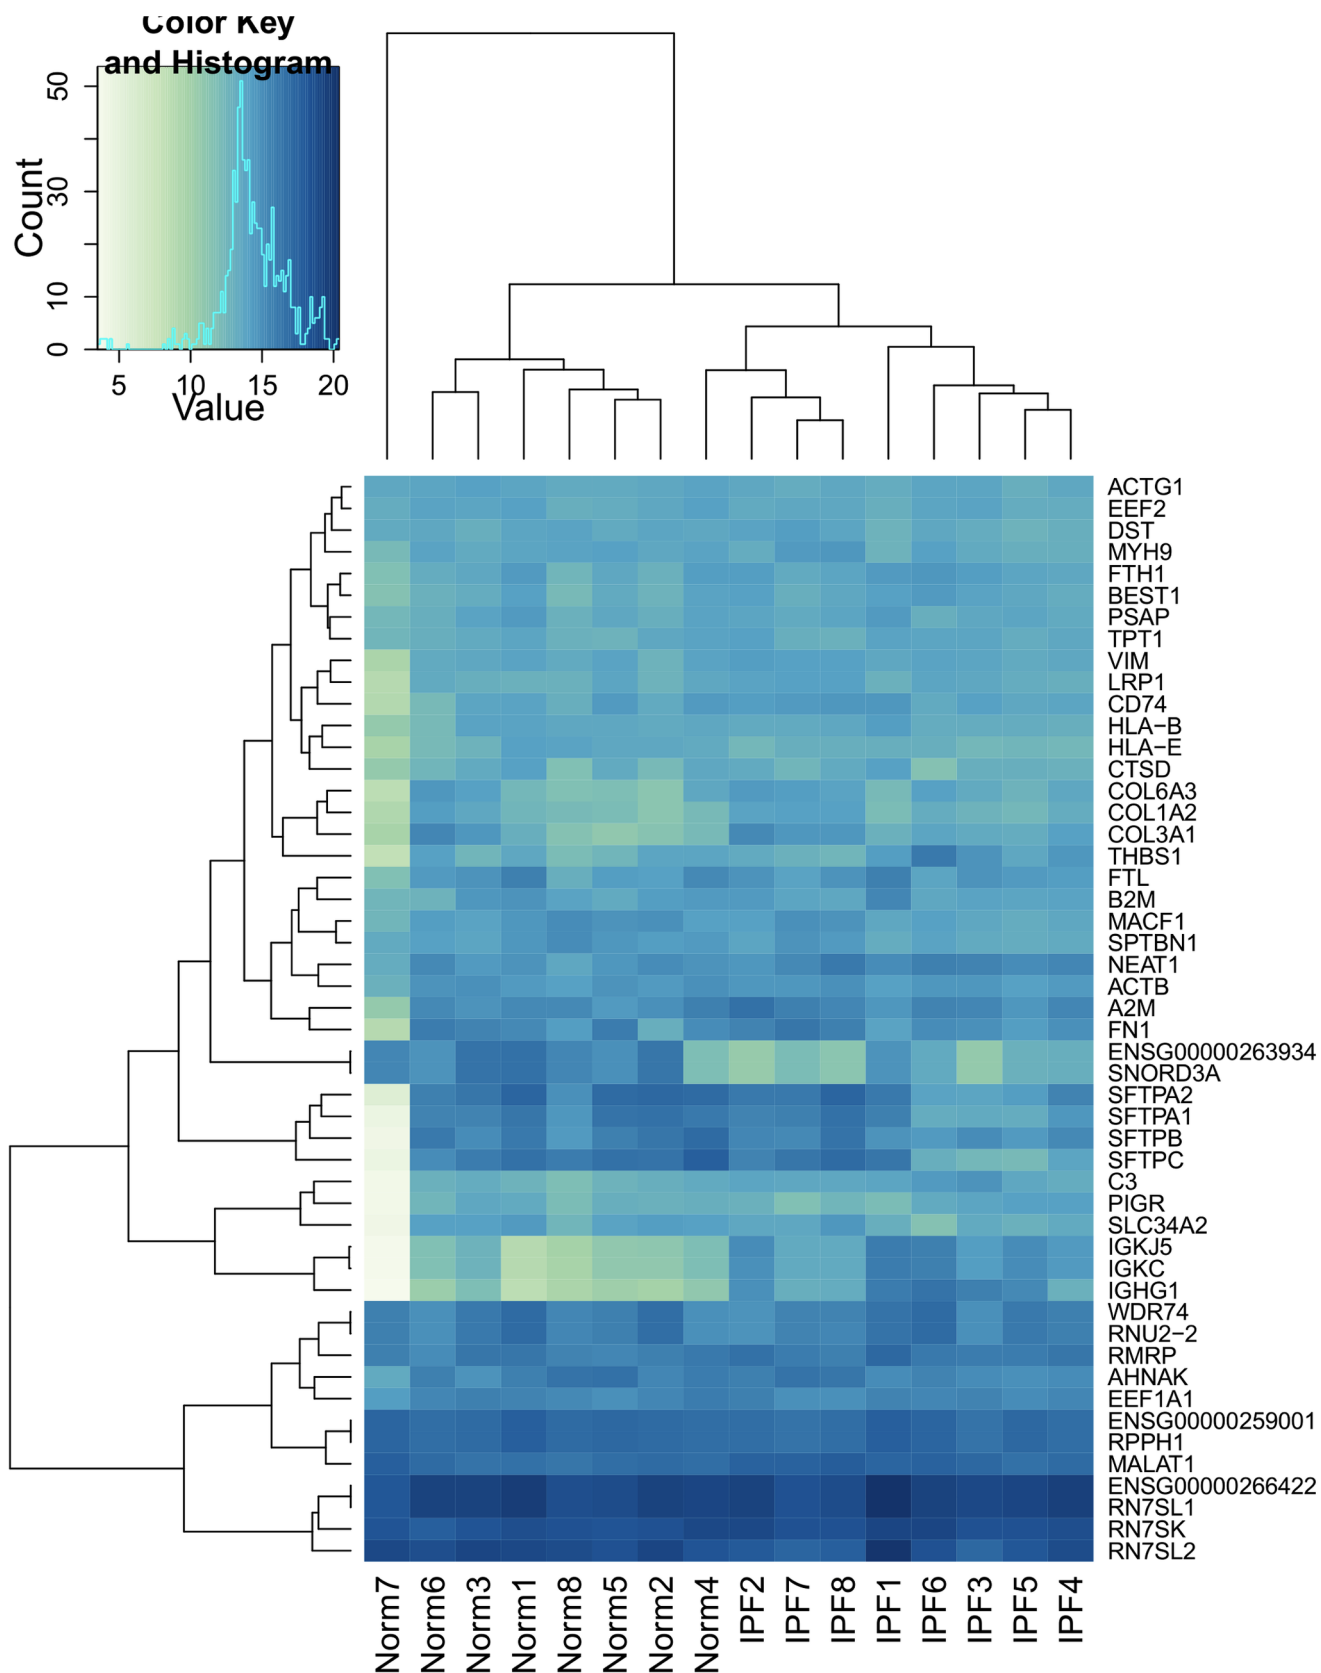 Color Key
and Histogram
Count
0
10
30
50
5
10
15
20
Value
ACTG1
EEF2
DST
MYH9
FTH1
BEST1
PSAP
TPT1
VIM
LRP1
CD74
HLA−B
HLA−E
CTSD
COL6A3
COL1A2
COL3A1
THBS1
FTL
B2M
MACF1
SPTBN1
NEAT1
ACTB
A2M
FN1
ENSG00000263934
SNORD3A
SFTPA2
SFTPA1
SFTPB
SFTPC
C3
PIGR
SLC34A2
IGKJ5
IGKC
IGHG1
WDR74
RNU2−2
RMRP
AHNAK
EEF1A1
ENSG00000259001
RPPH1
MALAT1
ENSG00000266422
RN7SL1
RN7SK
RN7SL2
Norm7
Norm6
Norm3
Norm1
Norm8
Norm5
Norm2
Norm4
IPF2
IPF7
IPF8
IPF1
IPF6
IPF3
IPF5
IPF4